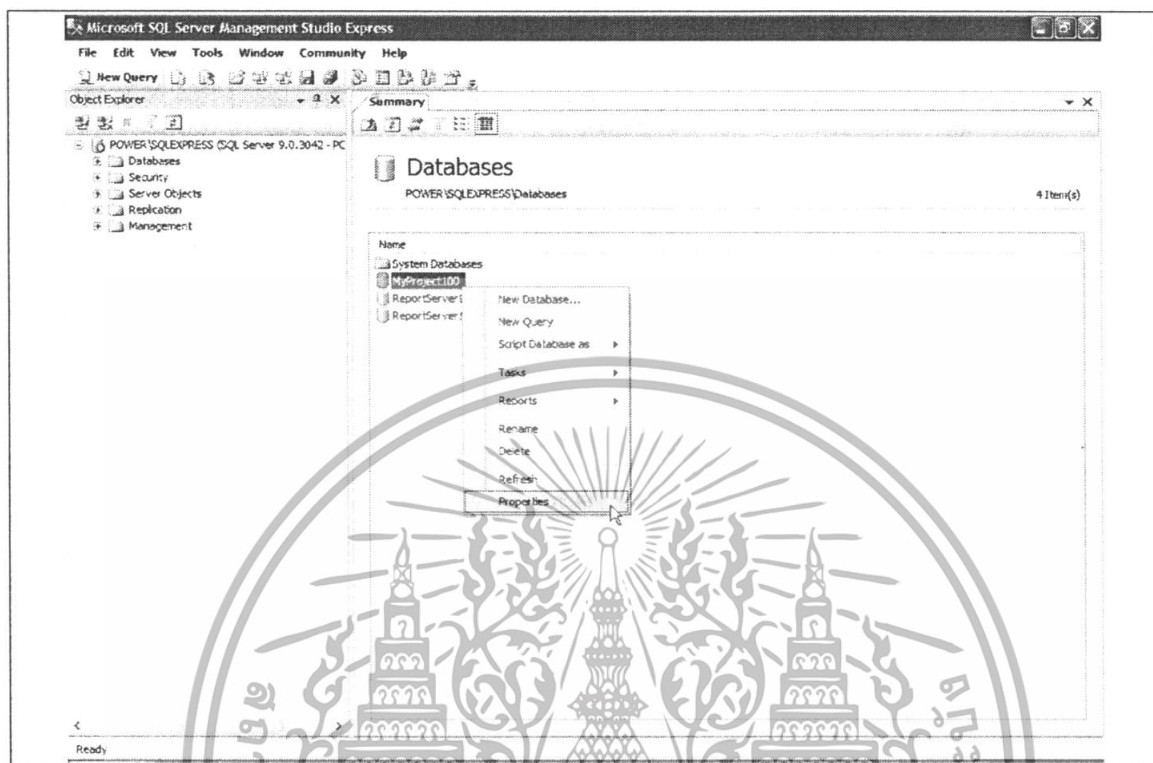 Microsoft SQL Server Management Studio Express
File Edit View Tools Window Community Help
New Query
Object Explorer
Summary
POWER\SQLEXPRESS (SQL Server 9.0.3042 - PC
Databases
Security
Server Objects
Replication
Management
Databases
POWER\SQLEXPRESS\Databases
4 Item(s)
Name
System Databases
MyProject100
ReportServer
ReportServer
New Database...
New Query
Script Database as
Tasks
Reports
Rename
Delete
Refresh
Properties
Ready